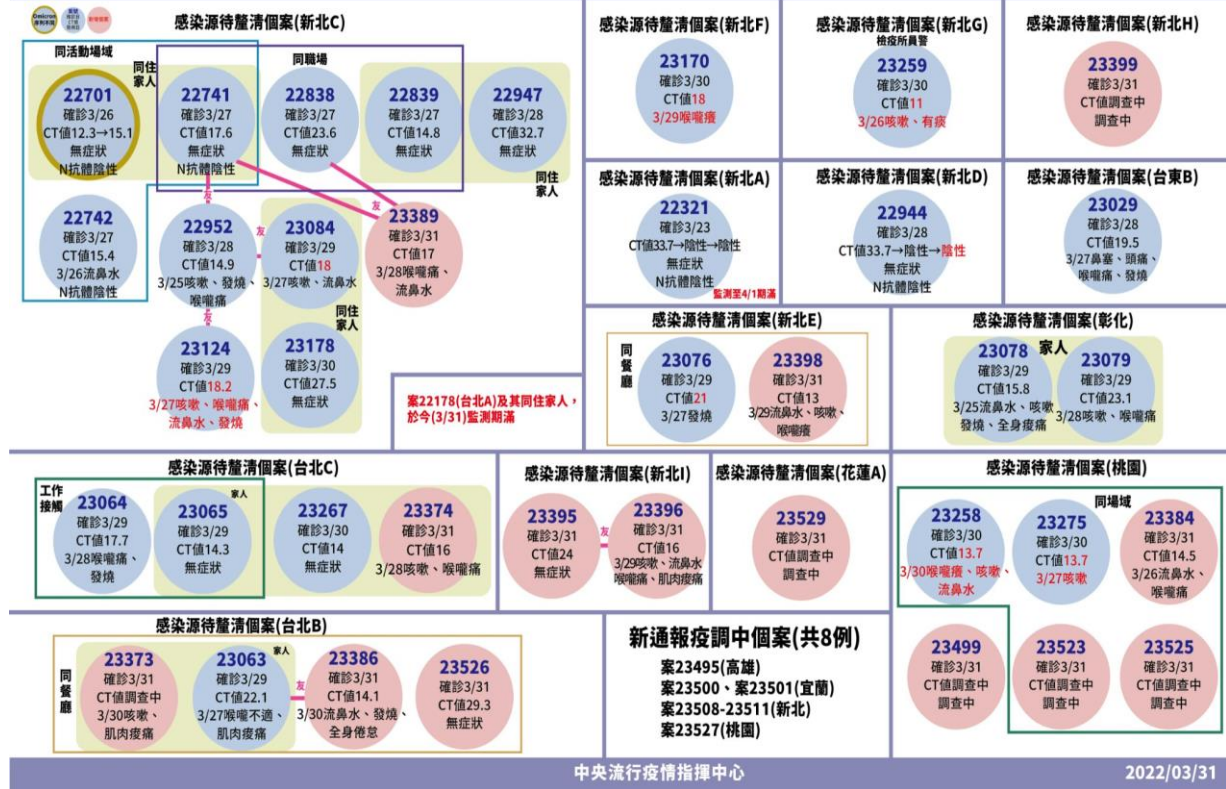 Omicron
感染源待釐清個案(新北C)
同活動場域
同住
家人
同職場
22701
確診3/26
CT值12.3→15.1
無症狀
N抗體陰性
22741
確診3/27
CT值17.6
無症狀
N抗體陰性
22838
確診3/27
CT值23.6
無症狀
22839
確診3/27
CT值14.8
無症狀
22947
確診3/28
CT值32.7
無症狀
同住
家人
22742
確診3/27
CT值15.4
3/26流鼻水
N抗體陰性
友
22952
確診3/28
CT值14.9
3/25咳嗽、發燒、
喉嚨痛
友
23084
確診3/29
CT值18
3/27咳嗽、流鼻水
友
23389
確診3/31
CT值17
3/28喉嚨痛、
流鼻水
友
23124
確診3/29
CT值18.2
3/27咳嗽、喉嚨痛、
流鼻水、發燒
同住
家人
23178
確診3/30
CT值27.5
無症狀
案22178(台北A)及其同住家人，
於今(3/31)監測期滿
感染源待釐清個案(新北F)
23170
確診3/30
CT值18
3/29喉嚨癢
感染源待釐清個案(新北G)
檢疫所員警
23259
確診3/30
CT值11
3/26咳嗽、有痰
感染源待釐清個案(新北H)
23399
確診3/31
CT值調查中
調查中
感染源待釐清個案(新北A)
22321
確診3/23
CT值33.7→陰性→陰性
無症狀
N抗體陰性
監測至4/1期滿
感染源待釐清個案(新北D)
22944
確診3/28
CT值33.7→陰性→陰性
無症狀
N抗體陰性
感染源待釐清個案(台東B)
23029
確診3/28
CT值19.5
3/27鼻塞、頭痛、
喉嚨痛、發燒
感染源待釐清個案(新北E)
同餐廳
23076
確診3/29
CT值21
3/27發燒
23398
確診3/31
CT值13
3/29流鼻水、咳嗽、
喉嚨癢
感染源待釐清個案(彰化)
家人
23078
確診3/29
CT值15.8
3/25流鼻水、咳嗽
發燒、全身痠痛
23079
確診3/29
CT值23.1
3/28咳嗽、喉嚨痛
感染源待釐清個案(台北C)
工作
接觸
23064
確診3/29
CT值17.7
3/28喉嚨痛、
發燒
家人
23065
確診3/29
CT值14.3
無症狀
23267
確診3/30
CT值14
無症狀
23374
確診3/31
CT值16
3/28咳嗽、喉嚨痛
感染源待釐清個案(新北I)
23395
確診3/31
CT值24
無症狀
友
23396
確診3/31
CT值16
3/29咳嗽、流鼻水
喉嚨痛、肌肉痠痛
感染源待釐清個案(花蓮A)
23529
確診3/31
CT值調查中
調查中
感染源待釐清個案(桃園)
同場域
23258
確診3/30
CT值13.7
3/30喉嚨癢、咳嗽、
流鼻水
23275
確診3/30
CT值13.7
3/27咳嗽
23384
確診3/31
CT值14.5
3/26流鼻水、
喉嚨痛
23499
確診3/31
CT值調查中
調查中
23523
確診3/31
CT值調查中
調查中
23525
確診3/31
CT值調查中
調查中
感染源待釐清個案(台北B)
同餐廳
23373
確診3/31
CT值調查中
3/30咳嗽、
肌肉痠痛
家人
23063
確診3/29
CT值22.1
3/27喉嚨不適、
肌肉痠痛
友
23386
確診3/31
CT值14.1
3/30流鼻水、發燒、
全身倦怠
23526
確診3/31
CT值29.3
無症狀
新通報疫調中個案(共8例)
案23495(高雄)
案23500、案23501(宜蘭)
案23508-23511(新北)
案23527(桃園)
中央流行疫情指揮中心
2022/03/31